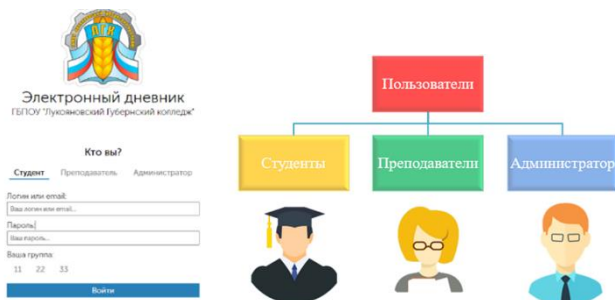 ЛГК
Электронный дневник
ГБПОУ "Лукояновский Губернский колледж"
Кто вы?
Студент Преподаватель Администратор
Логин или email:
Ваш логин или email...
Пароль:
Ваш пароль...
Ваша группа:
11 22 33
Войти
Пользователи
Студенты Преподаватели Администратор